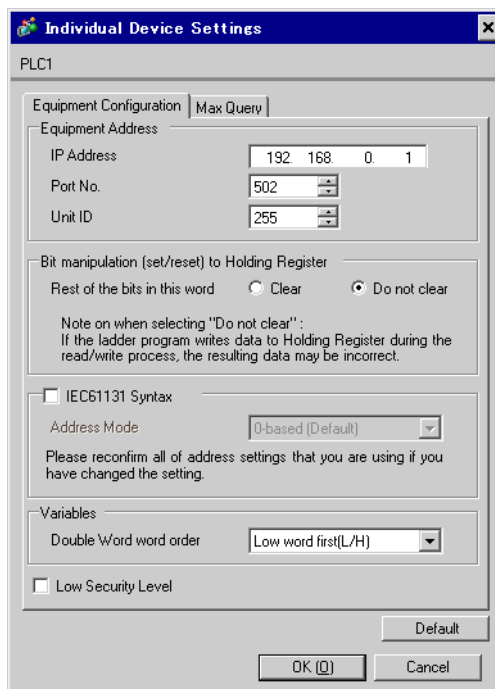 Individual Device Settings
PLC1
Equipment Configuration Max Query
Equipment Address
IP Address 192. 168. 0. 1
Port No. 502
Unit ID 255
Bit manipulation (set/reset) to Holding Register
Rest of the bits in this word Clear Do not clear
Note on when selecting "Do not clear" :
If the ladder program writes data to Holding Register during the
read/write process, the resulting data may be incorrect.
IEC61131 Syntax
Address Mode 0-based (Default)
Please reconfirm all of address settings that you are using if you
have changed the setting.
Variables
Double Word word order Low word first(L/H)
Low Security Level
Default
OK (O) Cancel